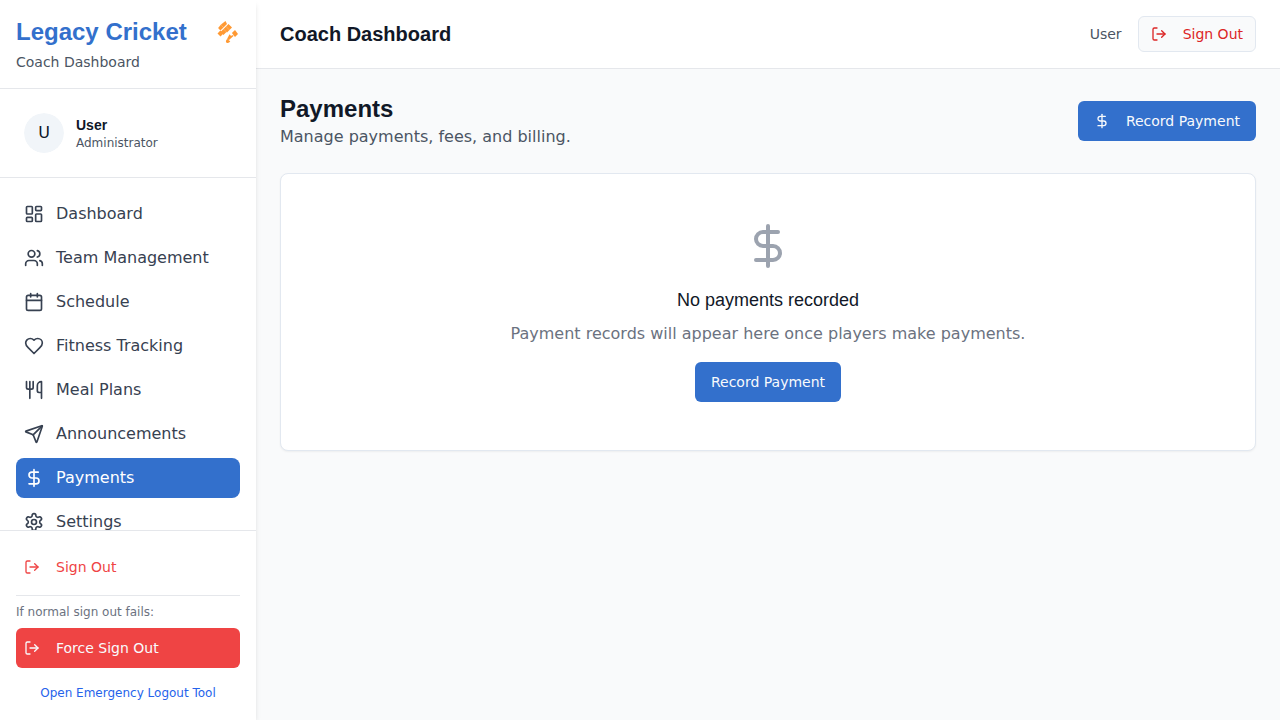 Legacy Cricket
Coach Dashboard
U
User
Administrator
Dashboard
Team Management
Schedule
Fitness Tracking
Meal Plans
Announcements
Payments
Settings
Sign Out
If normal sign out fails:
Force Sign Out
Open Emergency Logout Tool
Coach Dashboard
User
Sign Out
Payments
Manage payments, fees, and billing.
Record Payment
No payments recorded
Payment records will appear here once players make payments.
Record Payment